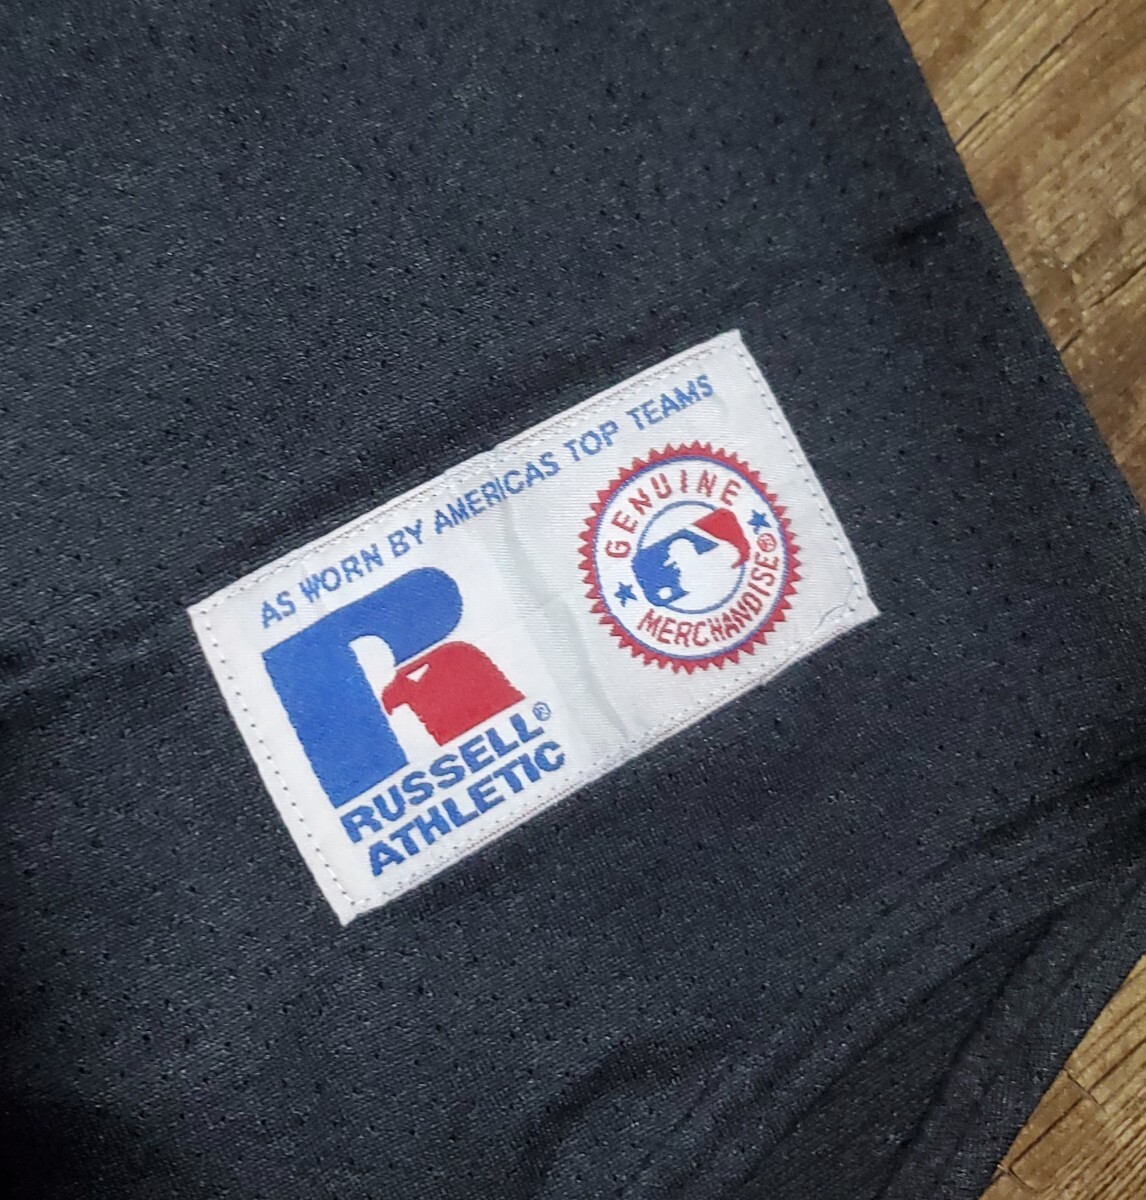 AS WORN BY AMERICAS TOP TEAMS
GENUINE
MERCHANDISE®
RUSSELL®
ATHLETIC